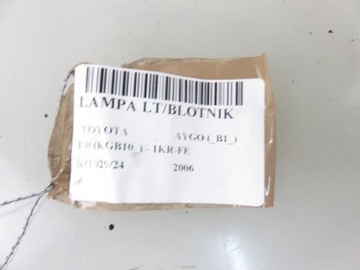 LAMPA LT/BLOTNIK
TOYOTA AYGO (_B1_)
1.0 (KGB10_) - 1KR-FE
2006